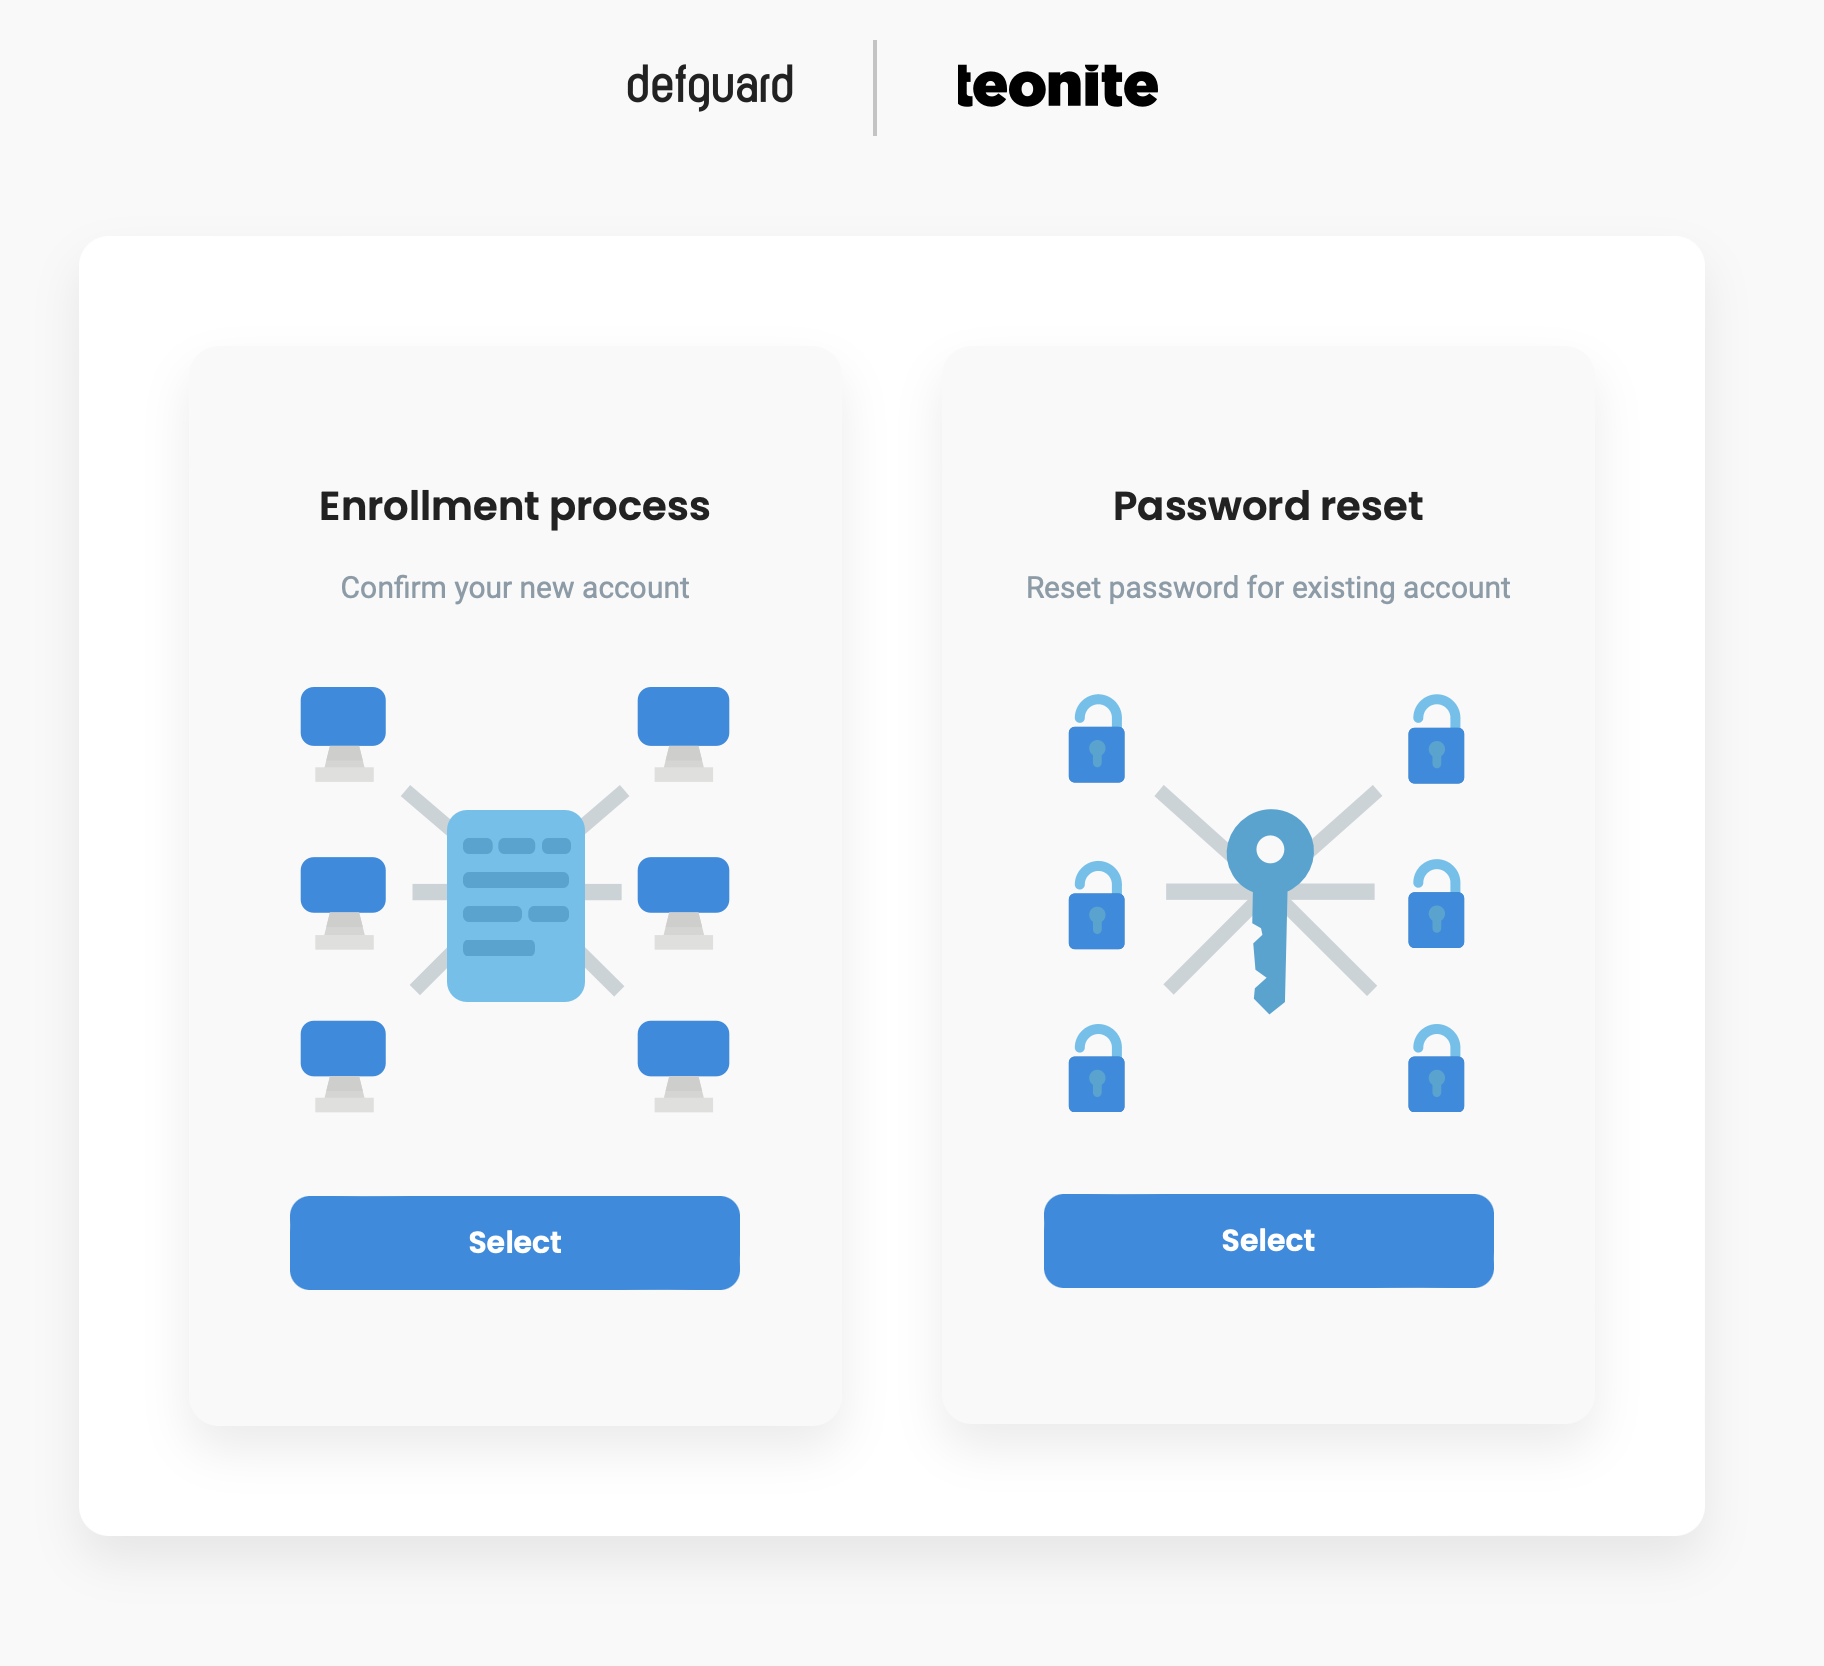 defguard
teonite
Enrollment process
Confirm your new account
Select
Password reset
Reset password for existing account
Select